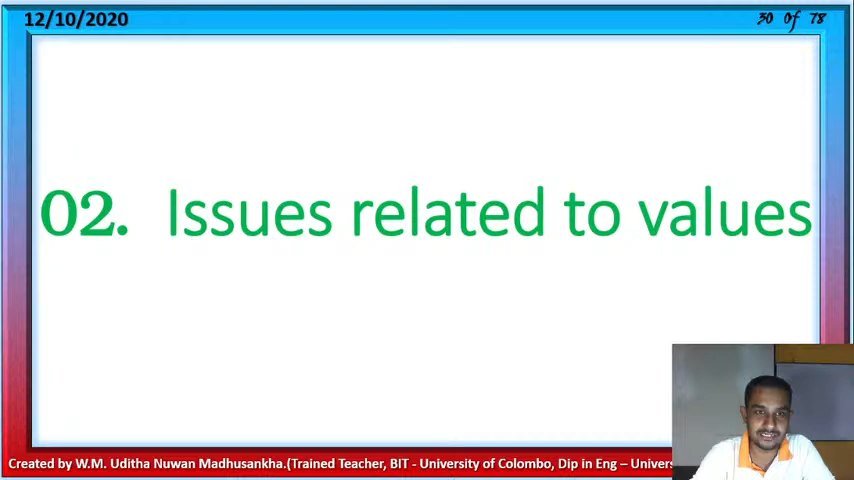 12/10/2020
30 Of 78
02. Issues related to values
Created by W.M. Uditha Nuwan Madhusankha.(Trained Teacher, BIT - University of Colombo, Dip in Eng – Univers